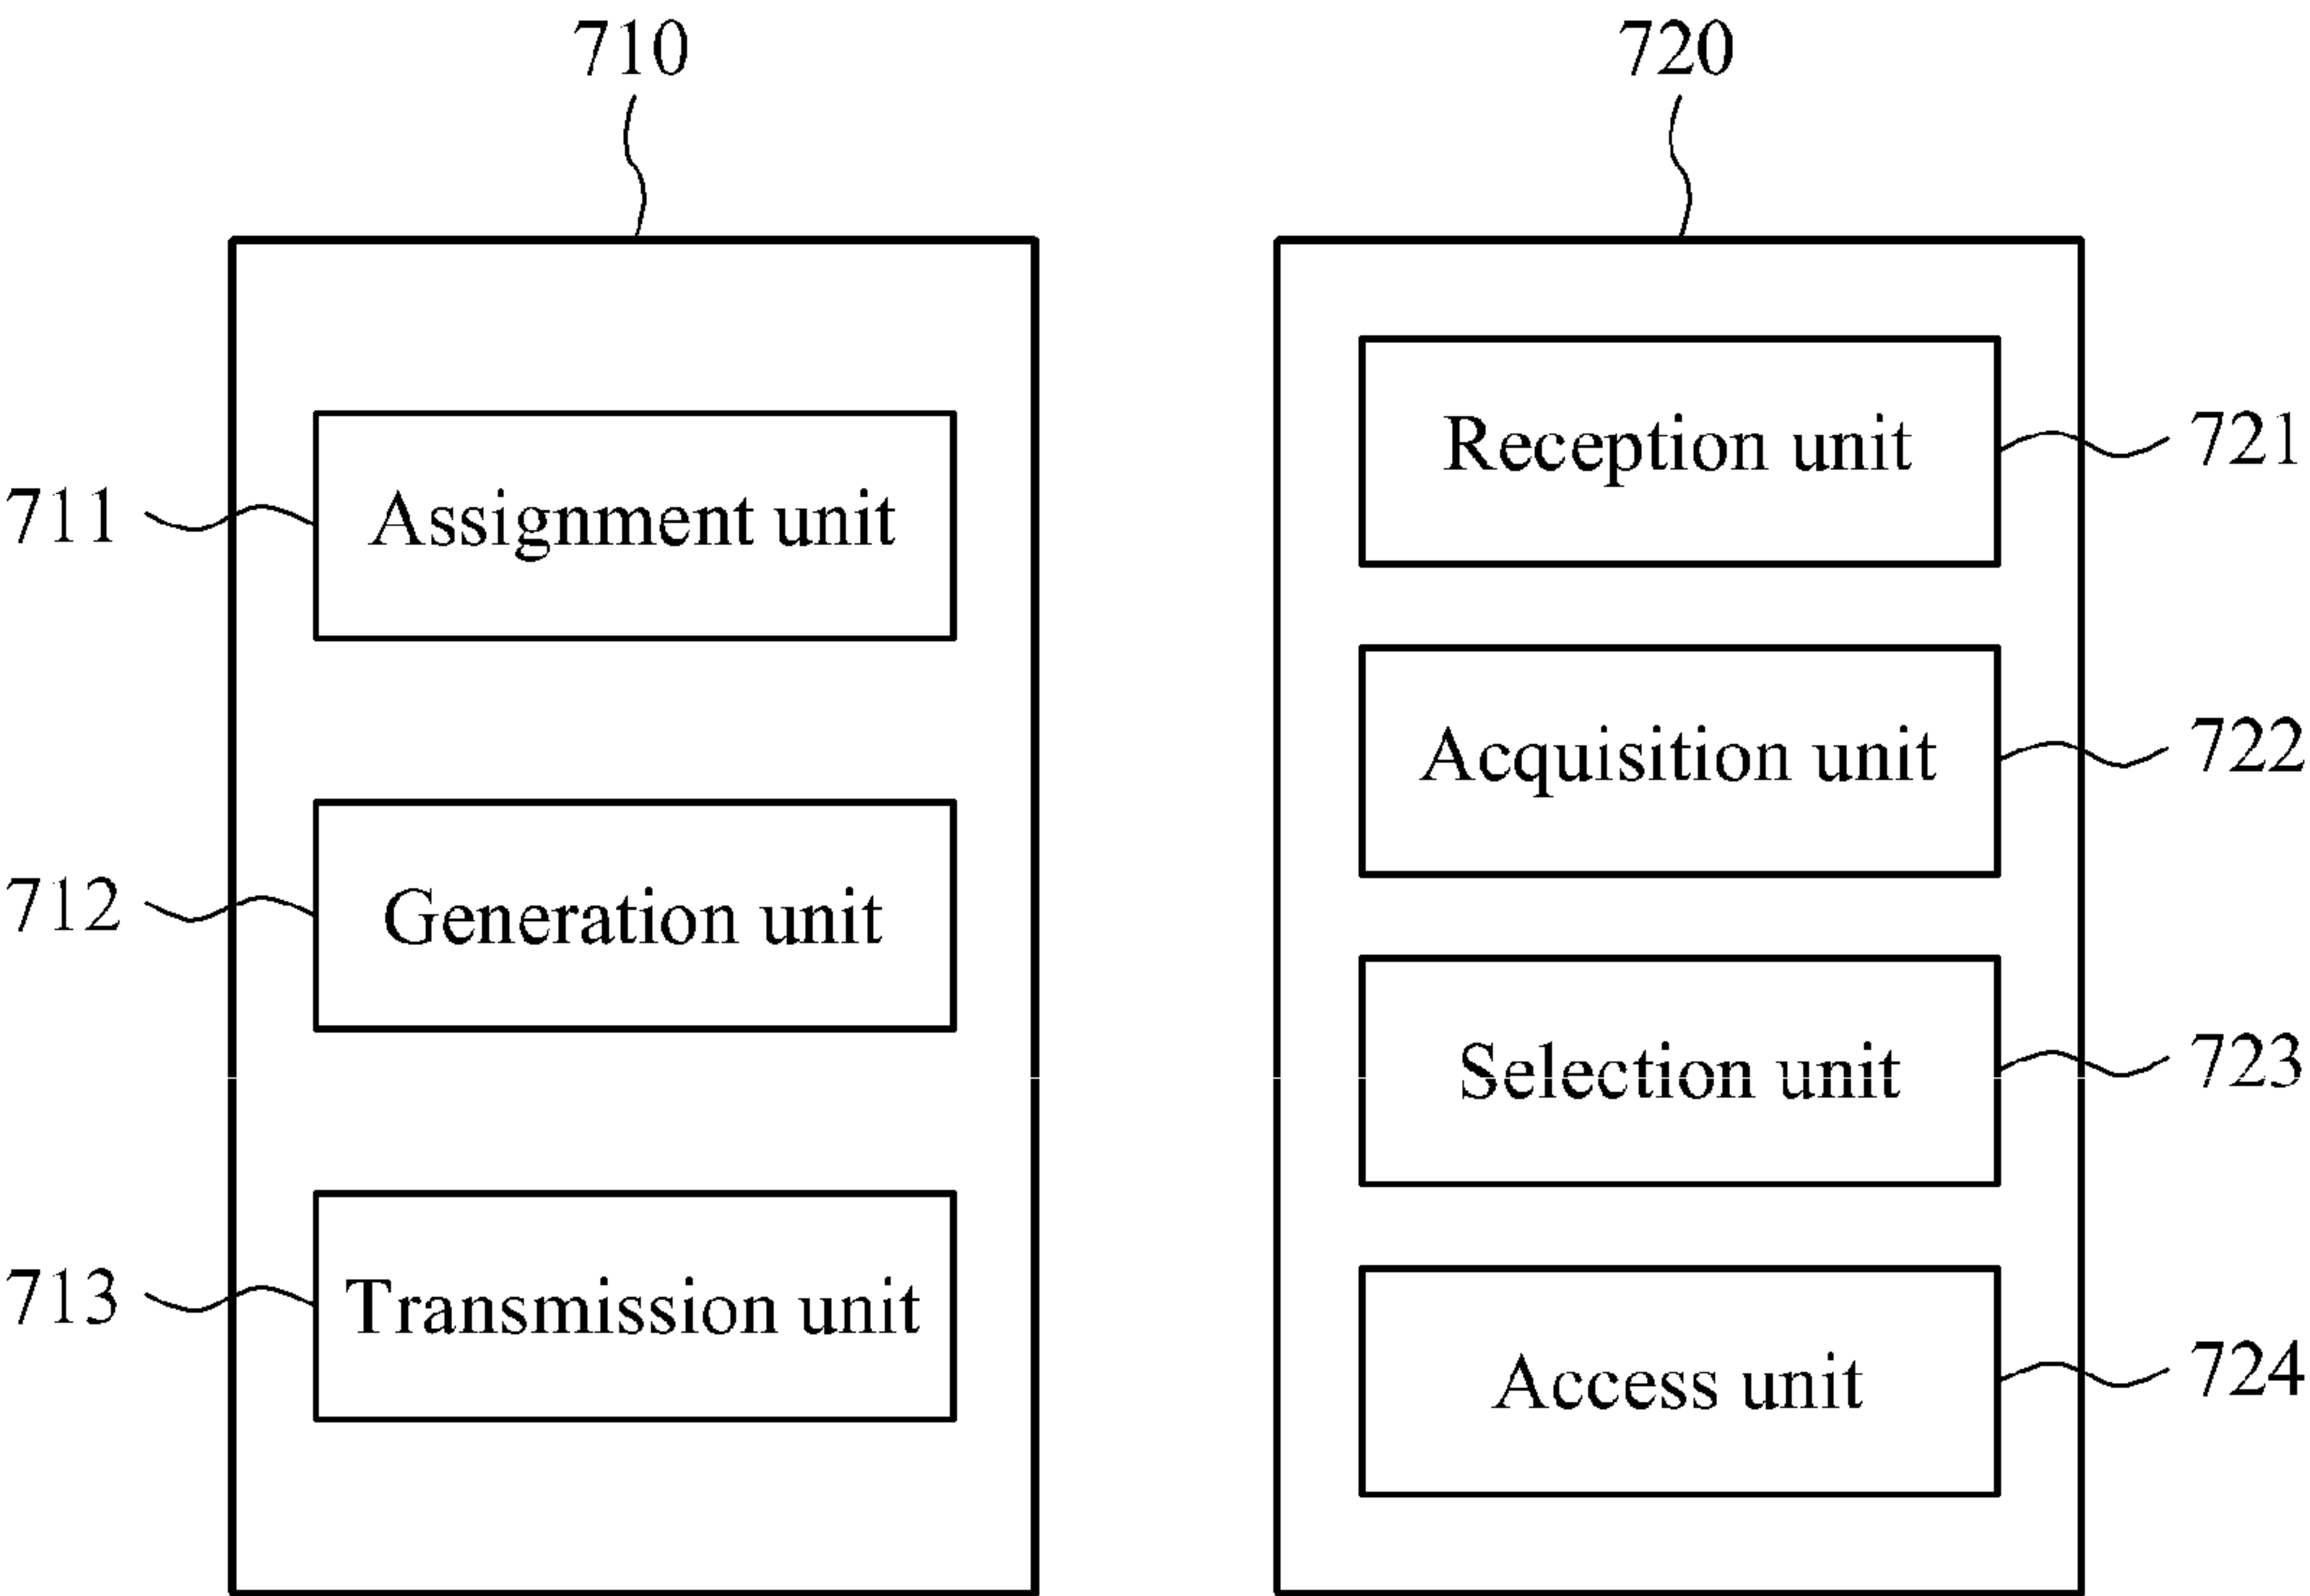 710
711
Assignment unit
712
Generation unit
713
Transmission unit
720
Reception unit
721
Acquisition unit
722
Selection unit
723
Access unit
724